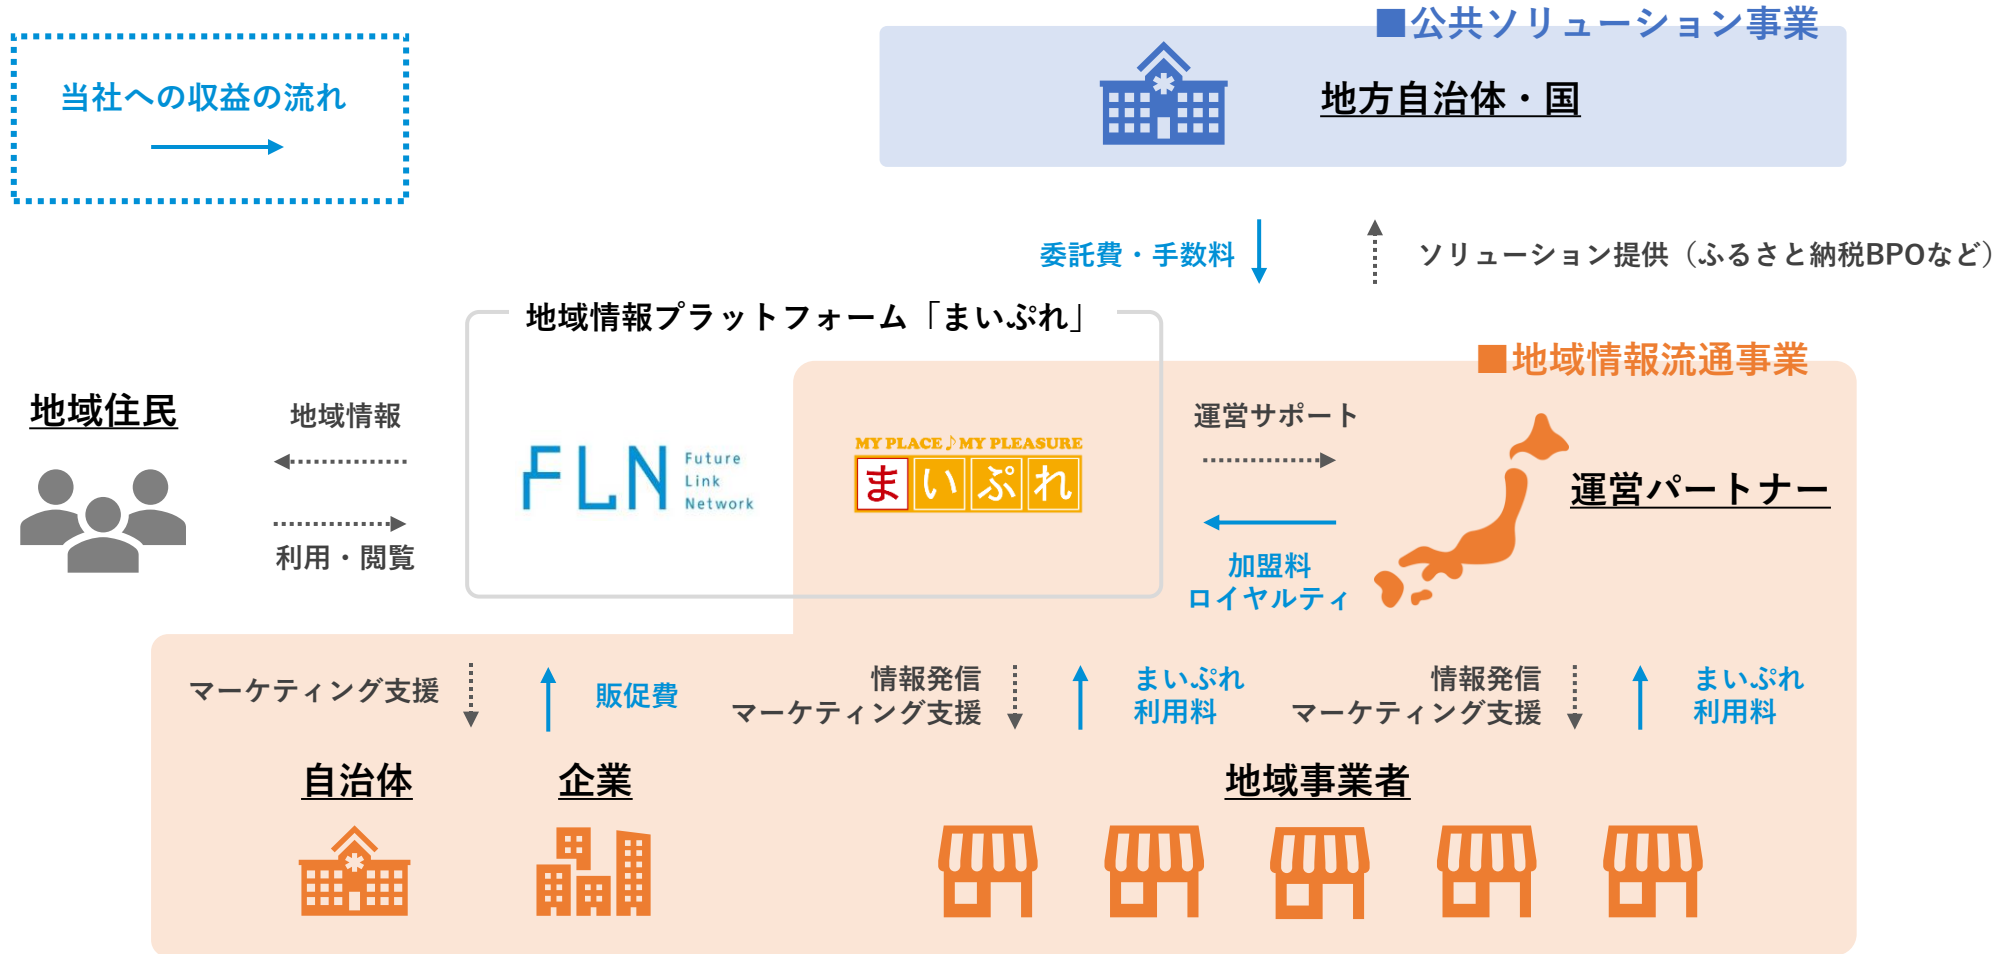 ■公共ソリューション事業
当社への収益の流れ
地方自治体・国
委託費・手数料
ソリューション提供（ふるさと納税BPOなど）
地域情報プラットフォーム「まいぷれ」
■地域情報流通事業
地域住民
地域情報
利用・閲覧
FLN
Future
Link
Network
MY PLACE♪MY PLEASURE
まいぷれ
運営サポート
加盟料
ロイヤルティ
運営パートナー
マーケティング支援
販促費
情報発信
マーケティング支援
まいぷれ
利用料
情報発信
マーケティング支援
まいぷれ
利用料
自治体
企業
地域事業者